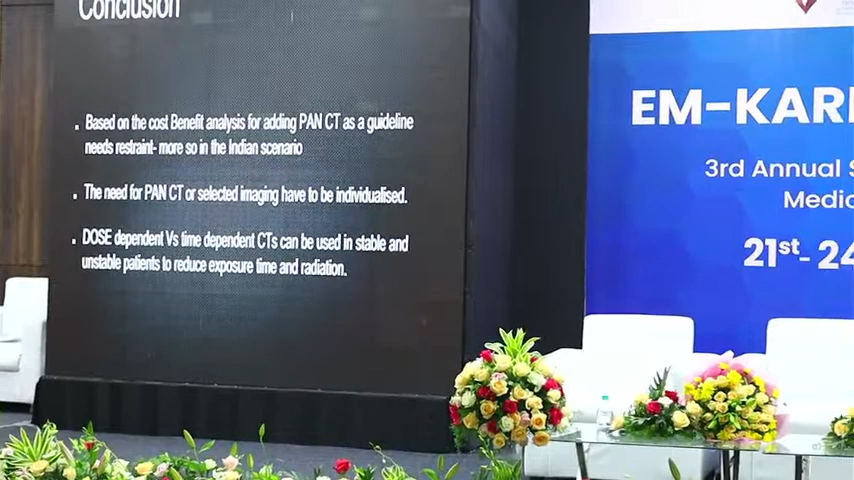 Conclusion
. Based on the cost Benefit analysis for adding PAN CT as a guideline
needs restraint- more so in the Indian scenario
. The need for PAN CT or selected imaging have to be individualised.
. DOSE dependent Vs time dependent CTs can be used in stable and
unstable patients to reduce exposure time and radiation.
EM-KAR
3rd Annual S
Medic
21st- 24